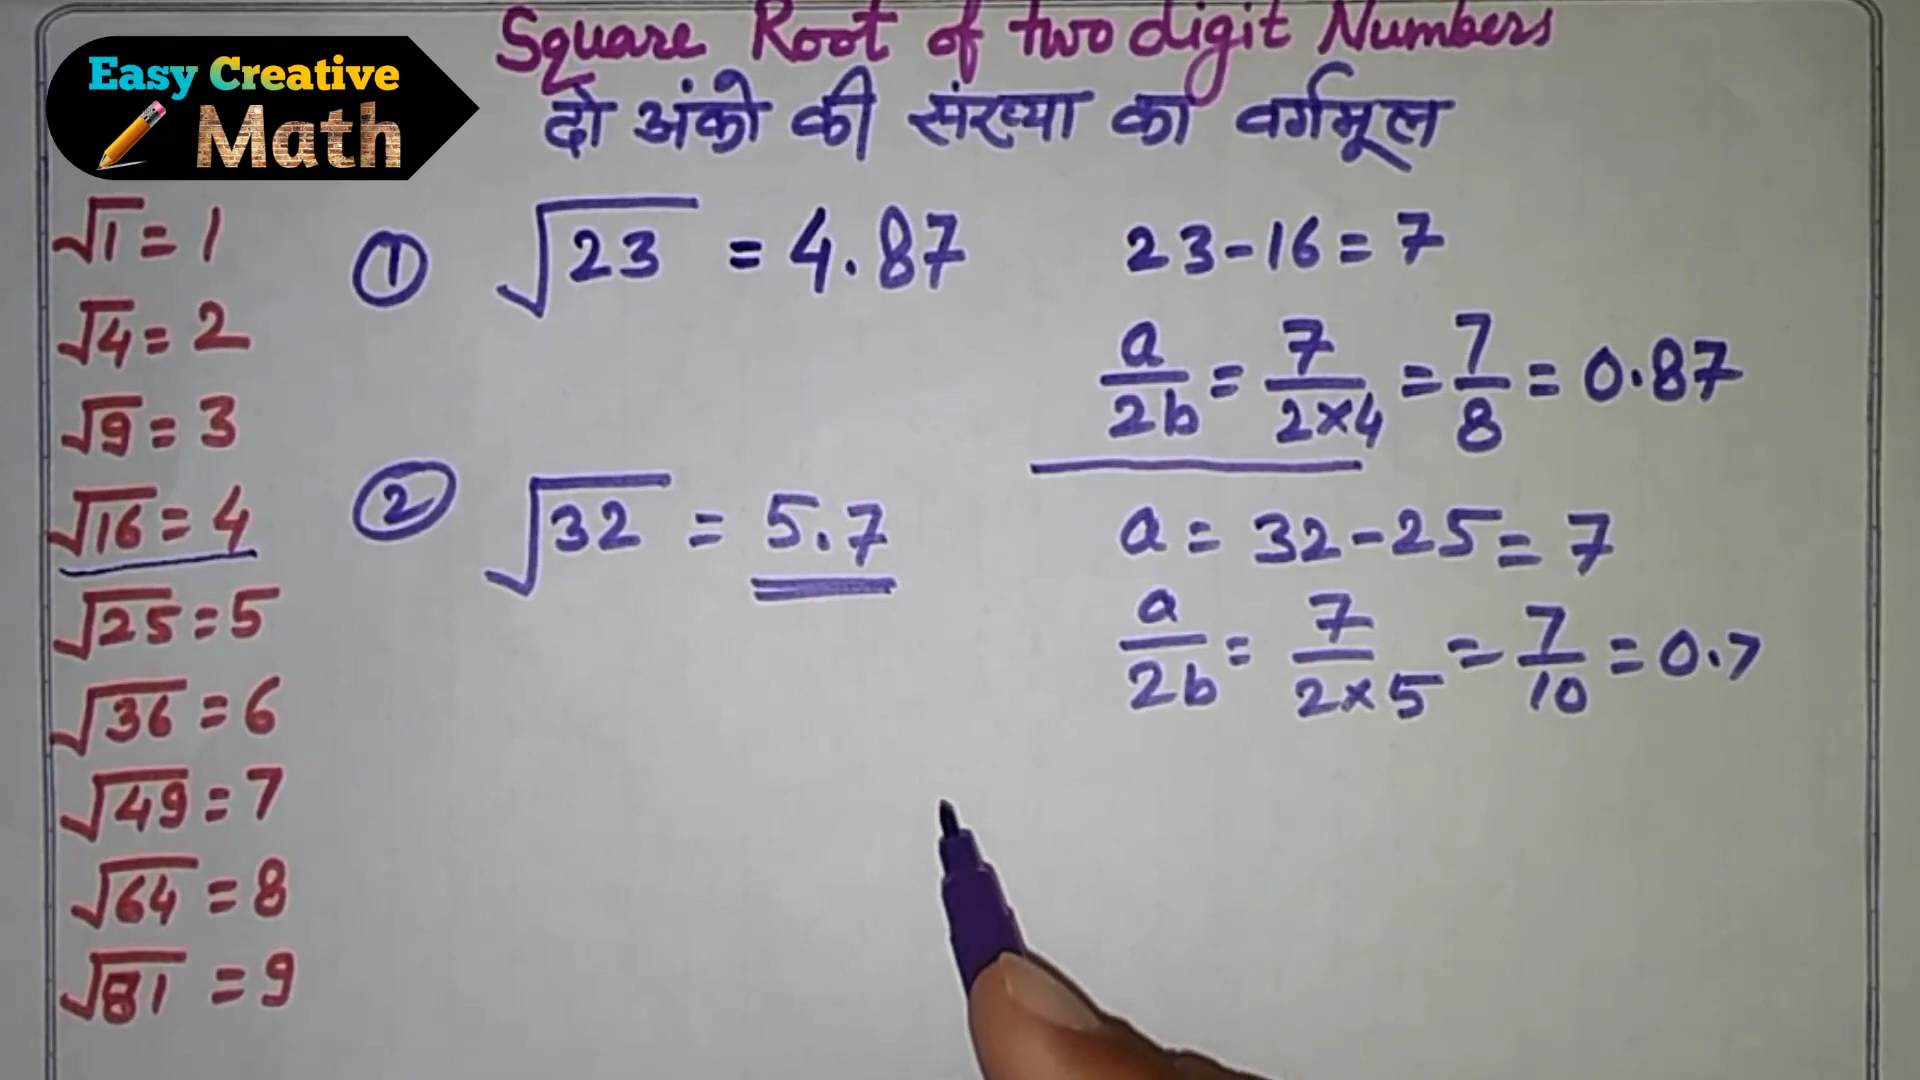 Square Root of two digit Numbers
Easy Creative
Math
दो अंको की संख्या का वर्गमूल
√1 = 1
√4 = 2
√9 = 3
√16 = 4
√25 = 5
√36 = 6
√49 = 7
√64 = 8
√81 = 9
① √23 = 4.87
23-16=7
a/2b = 7/2×4 = 7/8 = 0.87
② √32 = 5.7
a = 32-25=7
a/2b = 7/2×5 = 7/10 = 0.7